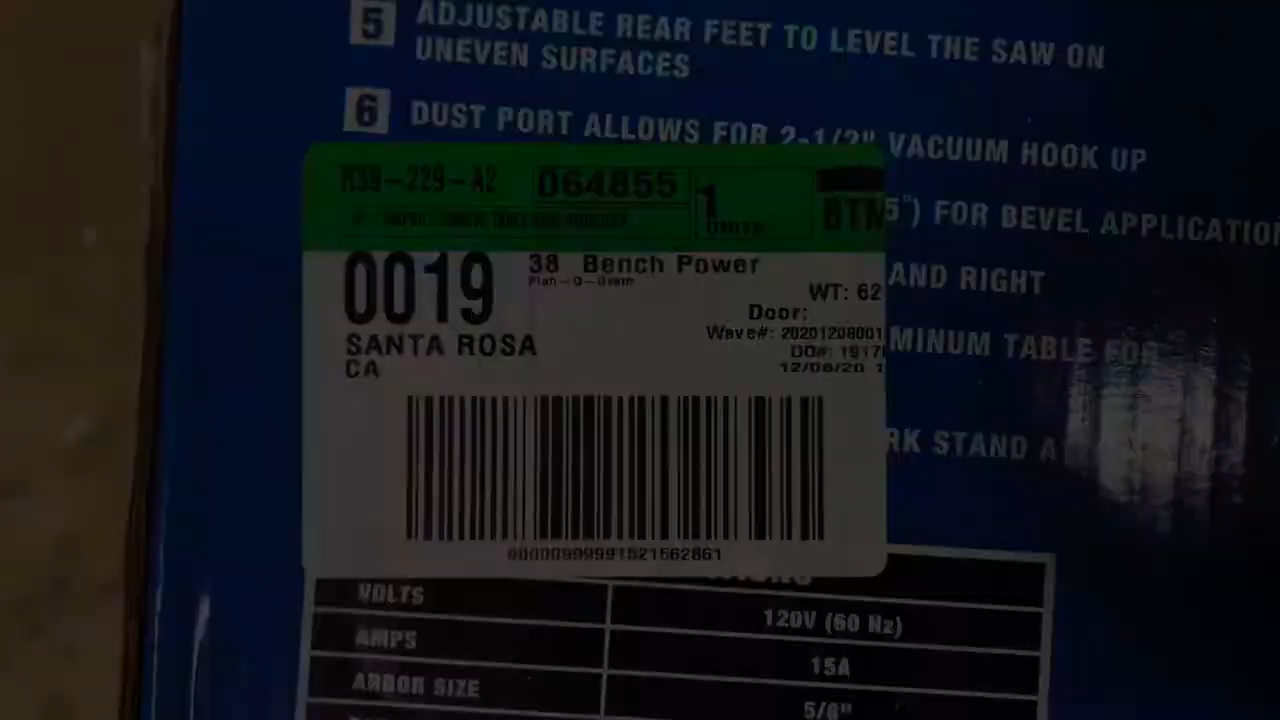 5 ADJUSTABLE REAR FEET TO LEVEL THE SAW ON
UNEVEN SURFACES
6 DUST PORT ALLOWS FOR 2-1/2" VACUUM HOOK UP
5°) FOR BEVEL APPLICATION
AND RIGHT
MINUM TABLE FOR
RK STAND A
R39-229-A2 064855 1
UNITS BTM
0019 38 Bench Power
Plan-O-Gram
WT: 62
Door:
Wave#: 20201208001
SANTA ROSA
DO#: 1917
CA
12/08/20 1
00000999991521562861
VOLTS 120V (60 Hz)
AMPS 15A
ARBOR SIZE 5/8"